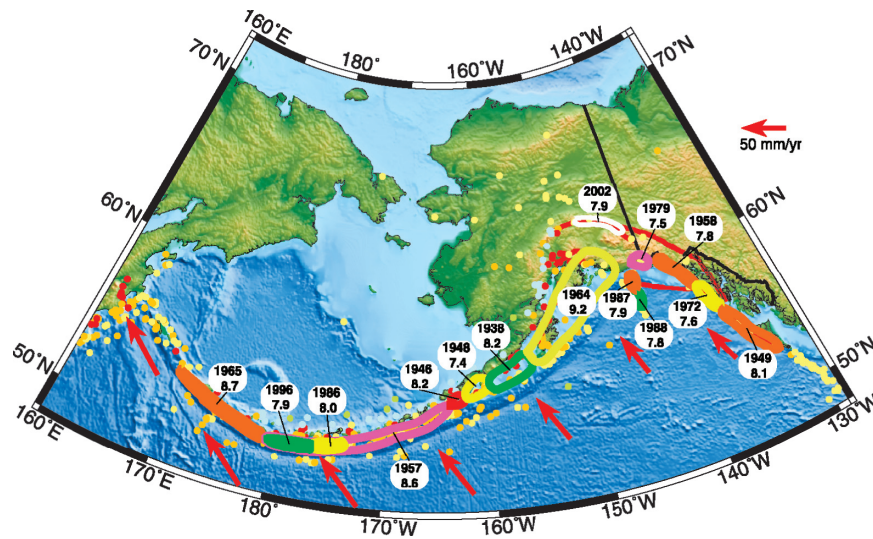 160˚E
180˚
160˚W
140˚W
70˚N
70˚N
50 mm/yr
60˚N
60˚N
2002
7.9
1979
7.5
1958
7.8
1964
9.2
1987
7.9
1988
7.8
1972
7.6
1949
8.1
1938
8.2
1948
7.4
1946
8.2
1965
8.7
1996
7.9
1986
8.0
1957
8.6
50˚N
50˚N
160˚E
170˚E
180˚
170˚W
160˚W
150˚W
140˚W
130˚W